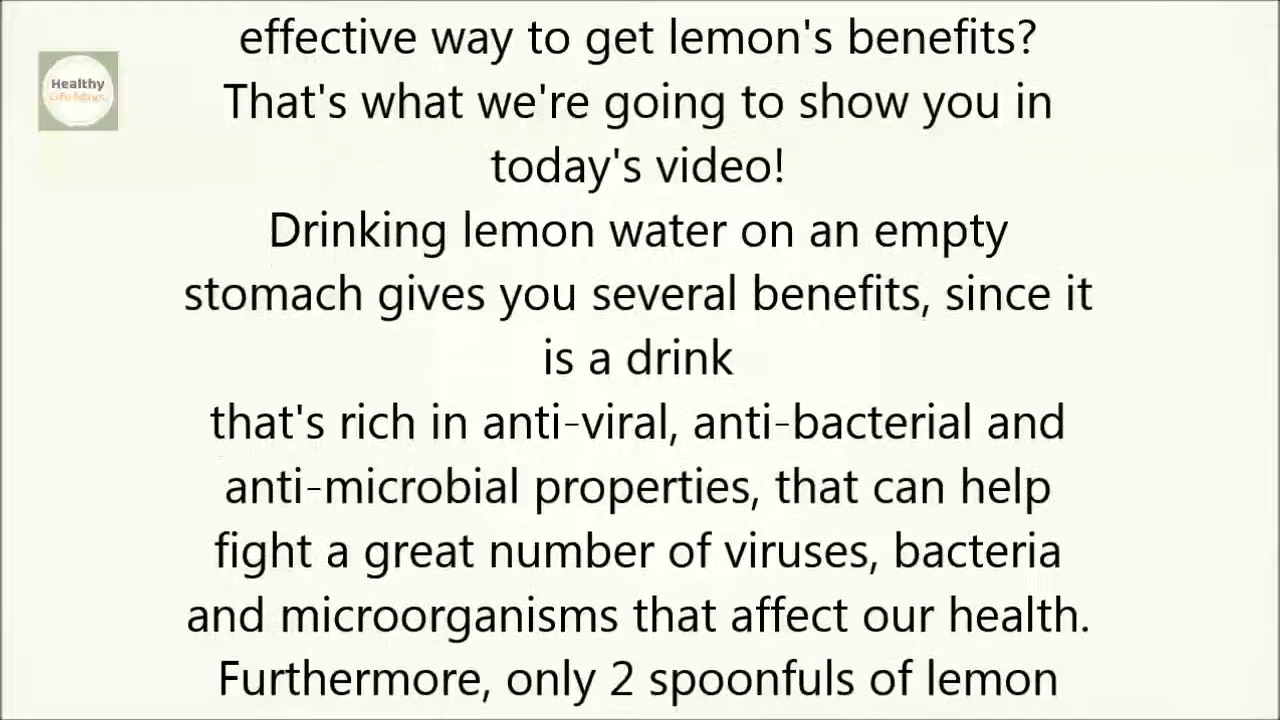 effective way to get lemon's benefits?
Healthy
That's what we're going to show you in
today's video!
Drinking lemon water on an empty
stomach gives you several benefits, since it
is a drink
that's rich in anti-viral, anti-bacterial and
anti-microbial properties, that can help
fight a great number of viruses, bacteria
and microorganisms that affect our health.
Furthermore, only 2 spoonfuls of lemon